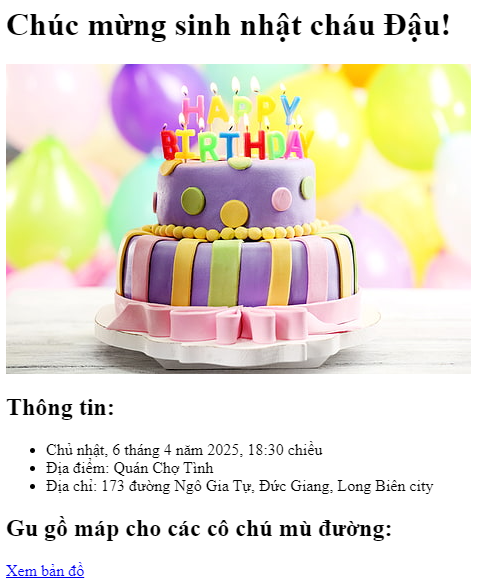 Chúc mừng sinh nhật cháu Đậu!
HAPPY
BIRTHDAY
Thông tin:
Chủ nhật, 6 tháng 4 năm 2025, 18:30 chiều
Địa điểm: Quán Chợ Tình
Địa chỉ: 173 đường Ngô Gia Tự, Đức Giang, Long Biên city
Gu gồ máp cho các cô chú mù đường:
Xem bản đồ